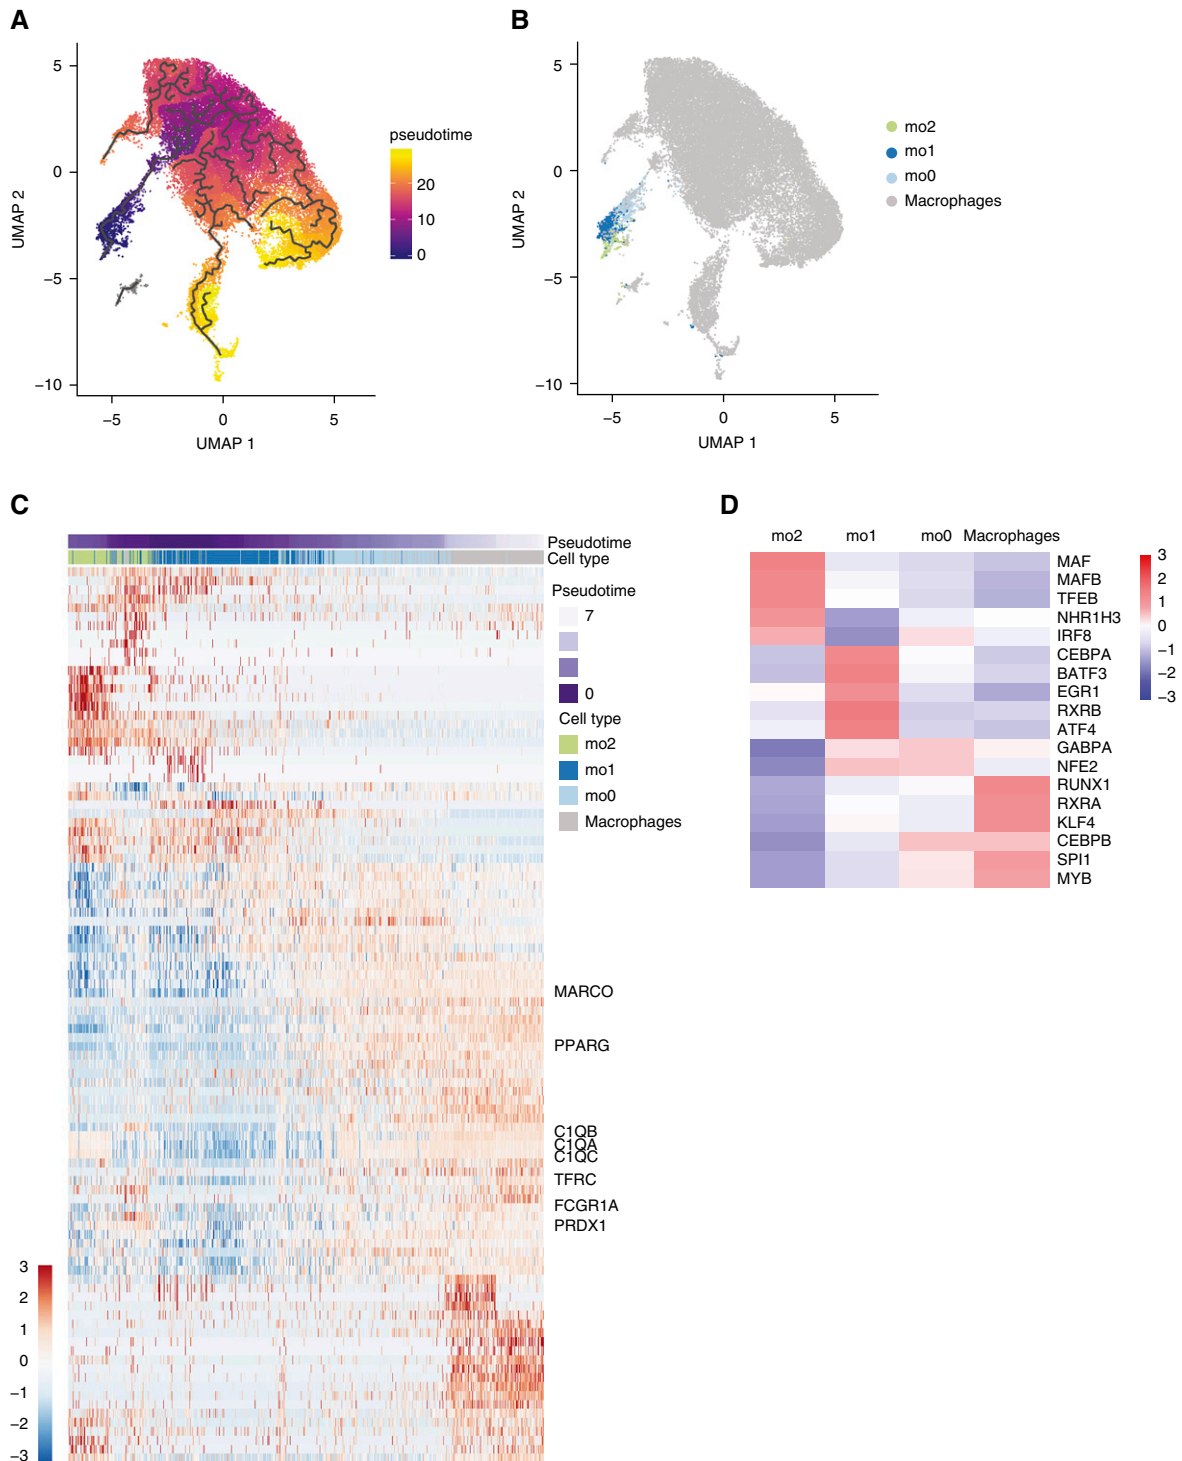 A
B
5
0
−5
−10
UMAP 2
−5
0
5
UMAP 1
pseudotime
20
10
0
5
0
−5
−10
UMAP 2
−5
0
5
UMAP 1
mo2
mo1
mo0
Macrophages
C
Pseudotime
Cell type
Pseudotime
7
0
Cell type
mo2
mo1
mo0
Macrophages
MARCO
PPARG
C1QB
C1QA
C1QC
TFRC
FCGR1A
PRDX1
3
2
1
0
−1
−2
−3
D
mo2 mo1 mo0 Macrophages
MAF
MAFB
TFEB
NHR1H3
IRF8
CEBPA
BATF3
EGR1
RXRB
ATF4
GABPA
NFE2
RUNX1
RXRA
KLF4
CEBPB
SPI1
MYB
3
2
1
0
−1
−2
−3